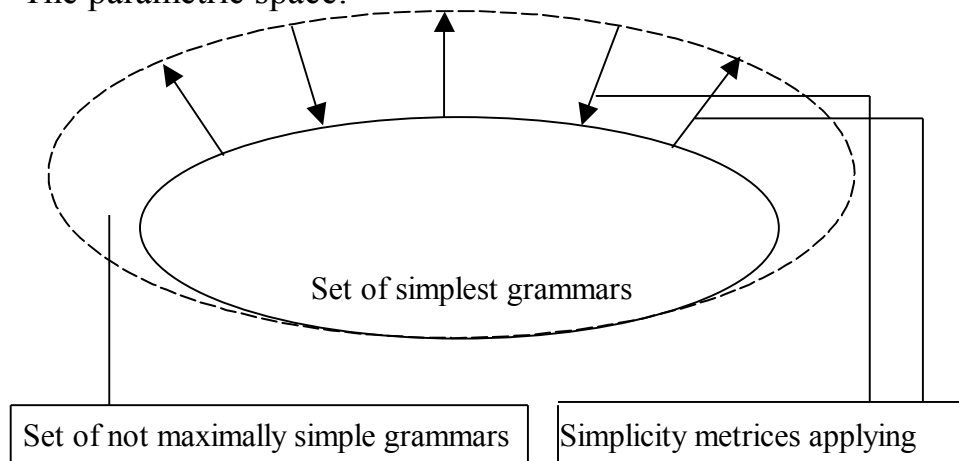 The parametric space:
Set of simplest grammars
Set of not maximally simple grammars
Simplicity metrices applying